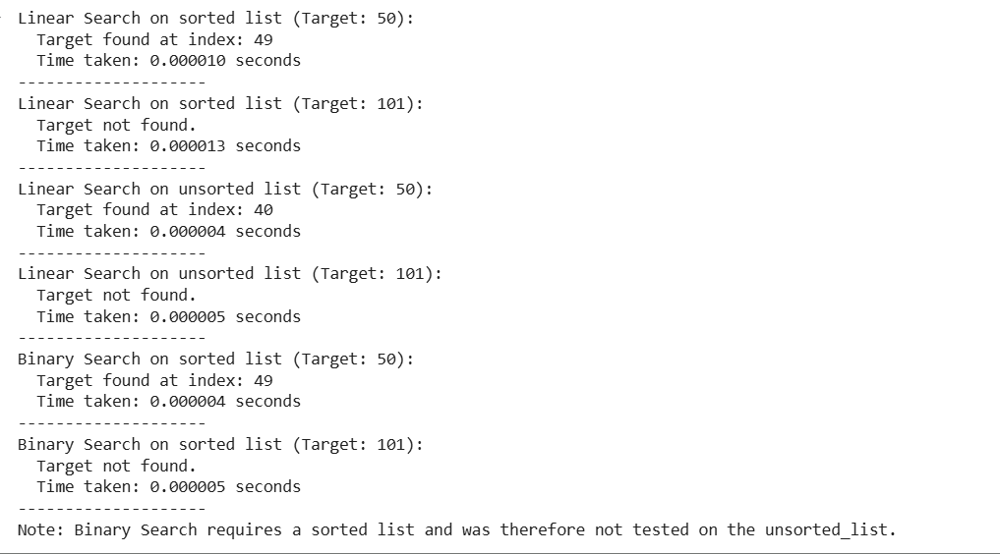 Linear Search on sorted list (Target: 50):
  Target found at index: 49
  Time taken: 0.000010 seconds
--------------------
Linear Search on sorted list (Target: 101):
  Target not found.
  Time taken: 0.000013 seconds
--------------------
Linear Search on unsorted list (Target: 50):
  Target found at index: 40
  Time taken: 0.000004 seconds
--------------------
Linear Search on unsorted list (Target: 101):
  Target not found.
  Time taken: 0.000005 seconds
--------------------
Binary Search on sorted list (Target: 50):
  Target found at index: 49
  Time taken: 0.000004 seconds
--------------------
Binary Search on sorted list (Target: 101):
  Target not found.
  Time taken: 0.000005 seconds
--------------------
Note: Binary Search requires a sorted list and was therefore not tested on the unsorted_list.